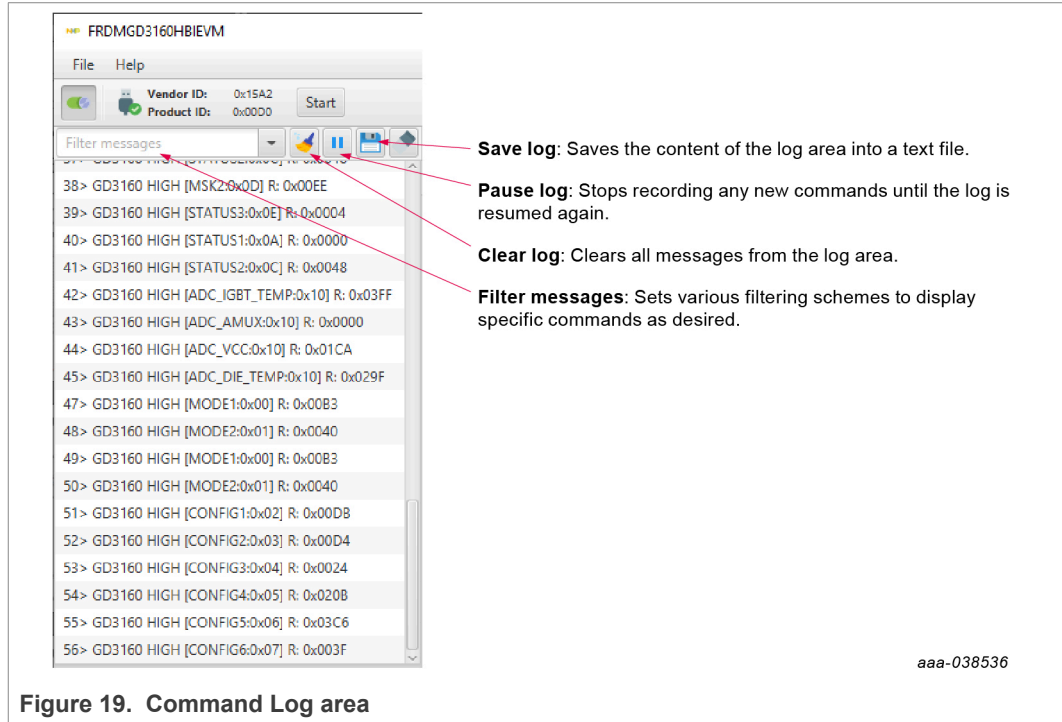 FRDMGD3160HBIEVM
File Help
Vendor ID: 0x15A2
Product ID: 0x00D0
Start
Filter messages
38> GD3160 HIGH [MSK2:0x0D] R: 0x00EE
39> GD3160 HIGH [STATUS3:0x0E] R: 0x0004
40> GD3160 HIGH [STATUS1:0x0A] R: 0x0000
41> GD3160 HIGH [STATUS2:0x0C] R: 0x0048
42> GD3160 HIGH [ADC_IGBT_TEMP:0x10] R: 0x03FF
43> GD3160 HIGH [ADC_AMUX:0x10] R: 0x0000
44> GD3160 HIGH [ADC_VCC:0x10] R: 0x01CA
45> GD3160 HIGH [ADC_DIE_TEMP:0x10] R: 0x029F
47> GD3160 HIGH [MODE1:0x00] R: 0x00B3
48> GD3160 HIGH [MODE2:0x01] R: 0x0040
49> GD3160 HIGH [MODE1:0x00] R: 0x00B3
50> GD3160 HIGH [MODE2:0x01] R: 0x0040
51> GD3160 HIGH [CONFIG1:0x02] R: 0x00DB
52> GD3160 HIGH [CONFIG2:0x03] R: 0x00D4
53> GD3160 HIGH [CONFIG3:0x04] R: 0x0024
54> GD3160 HIGH [CONFIG4:0x05] R: 0x020B
55> GD3160 HIGH [CONFIG5:0x06] R: 0x03C6
56> GD3160 HIGH [CONFIG6:0x07] R: 0x003F
Save log: Saves the content of the log area into a text file.
Pause log: Stops recording any new commands until the log is
resumed again.
Clear log: Clears all messages from the log area.
Filter messages: Sets various filtering schemes to display
specific commands as desired.
aaa-038536
Figure 19. Command Log area